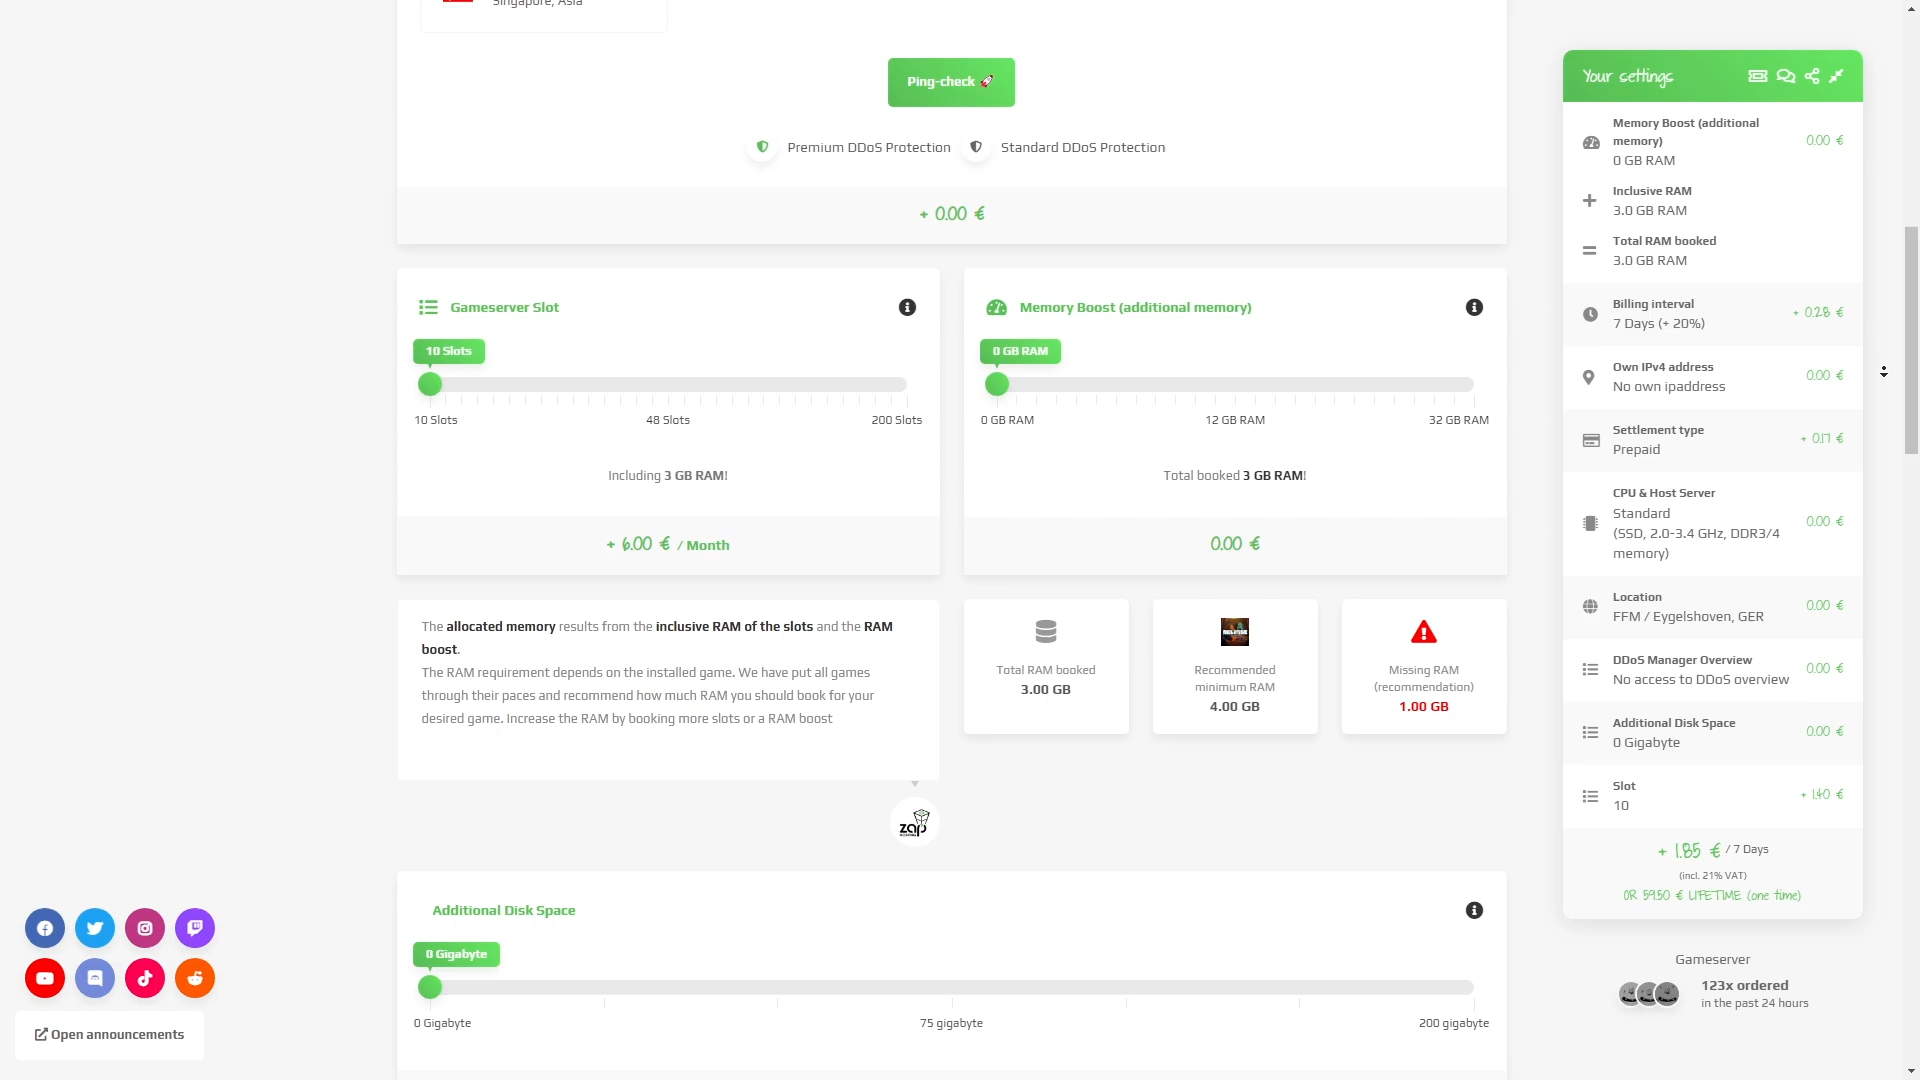 Singapore, Asia
Ping-check
Premium DDoS Protection
Standard DDoS Protection
+ 0.00 €
Gameserver Slot
10 Slots
10 Slots
48 Slots
200 Slots
Including 3 GB RAM!
+ 6.00 € / Month
Memory Boost (additional memory)
0 GB RAM
0 GB RAM
12 GB RAM
32 GB RAM
Total booked 3 GB RAM!
0.00 €
The allocated memory results from the inclusive RAM of the slots and the RAM
boost.
The RAM requirement depends on the installed game. We have put all games
through their paces and recommend how much RAM you should book for your
desired game. Increase the RAM by booking more slots or a RAM boost
zap
Total RAM booked
3.00 GB
Recommended
minimum RAM
4.00 GB
Missing RAM
(recommendation)
1.00 GB
Additional Disk Space
0 Gigabyte
0 Gigabyte
75 gigabyte
200 gigabyte
Open announcements
Your settings
Memory Boost (additional
memory)
0 GB RAM
0.00 €
Inclusive RAM
3.0 GB RAM
Total RAM booked
3.0 GB RAM
Billing interval
7 Days (+ 20%)
+ 0.28 €
Own IPv4 address
No own ipaddress
0.00 €
Settlement type
Prepaid
+ 0.17 €
CPU & Host Server
Standard
(SSD, 2.0-3.4 GHz, DDR3/4
memory)
0.00 €
Location
FFM / Eygelshoven, GER
0.00 €
DDoS Manager Overview
No access to DDoS overview
0.00 €
Additional Disk Space
0 Gigabyte
0.00 €
Slot
10
+ 1.40 €
+ 1.85 € / 7 Days
(incl. 21% VAT)
OR 59.50 € LIFETIME (one time)
Gameserver
123x ordered
in the past 24 hours